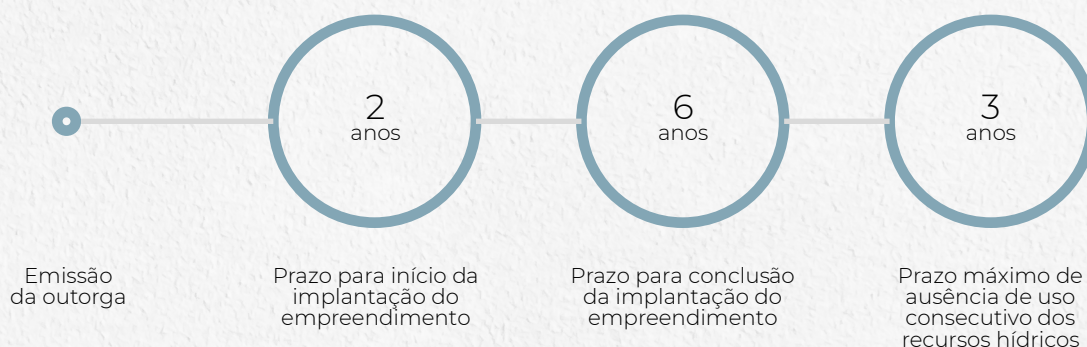 2
anos
6
anos
3
anos
Emissão
da outorga
Prazo para início da
implantação do
empreendimento
Prazo para conclusão
da implantação do
empreendimento
Prazo máximo de
ausência de uso
consecutivo dos
recursos hídricos